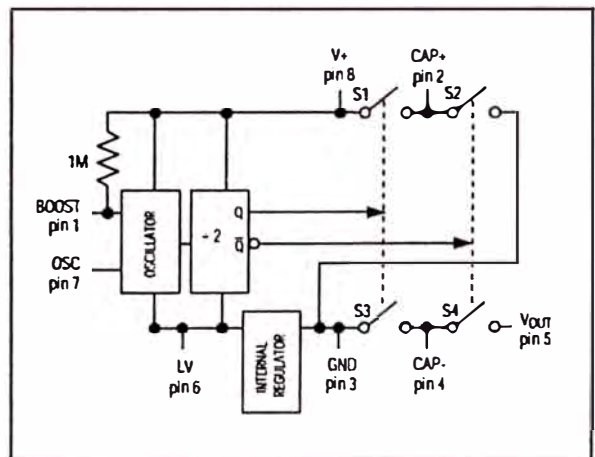 V+
pin 8
CAP+
pin 2
S1
S2
1M
BOOST
pin 1
OSCILLATOR
÷ 2
Q
Q̅
OSC
pin 7
LV
pin 6
INTERNAL
REGULATOR
GND
pin 3
S3
S4
CAP-
pin 4
VOUT
pin 5